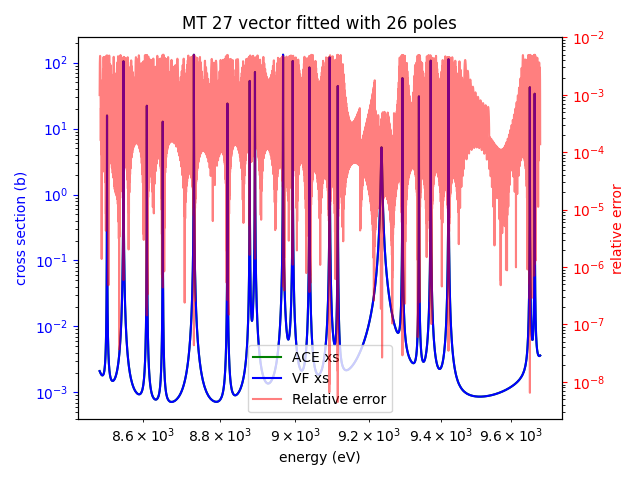 MT 27 vector fitted with 26 poles
cross section (b)
10²
10¹
10⁰
10⁻¹
10⁻²
10⁻³
10⁻²
10⁻³
10⁻⁴
10⁻⁵
10⁻⁶
10⁻⁷
10⁻⁸
relative error
ACE xs
VF xs
Relative error
8.6 × 10³ 8.8 × 10³ 9 × 10³ 9.2 × 10³ 9.4 × 10³ 9.6 × 10³
energy (eV)